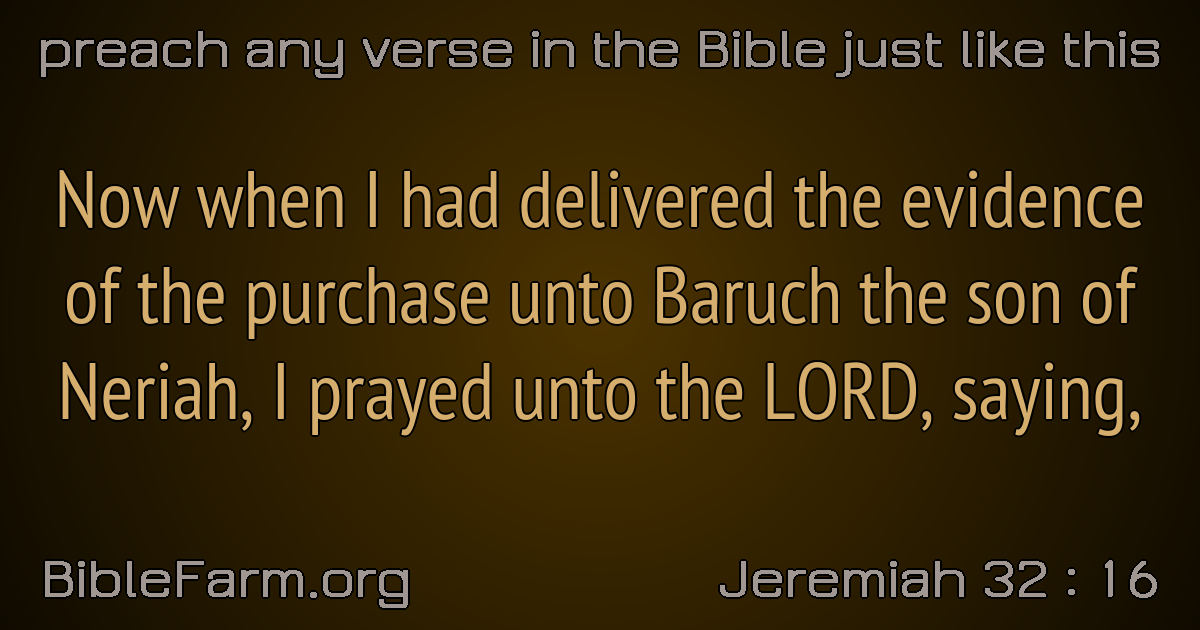 preach any verse in the Bible just like this
Now when I had delivered the evidence
of the purchase unto Baruch the son of
Neriah, I prayed unto the LORD, saying,
BibleFarm.org
Jeremiah 32 : 16